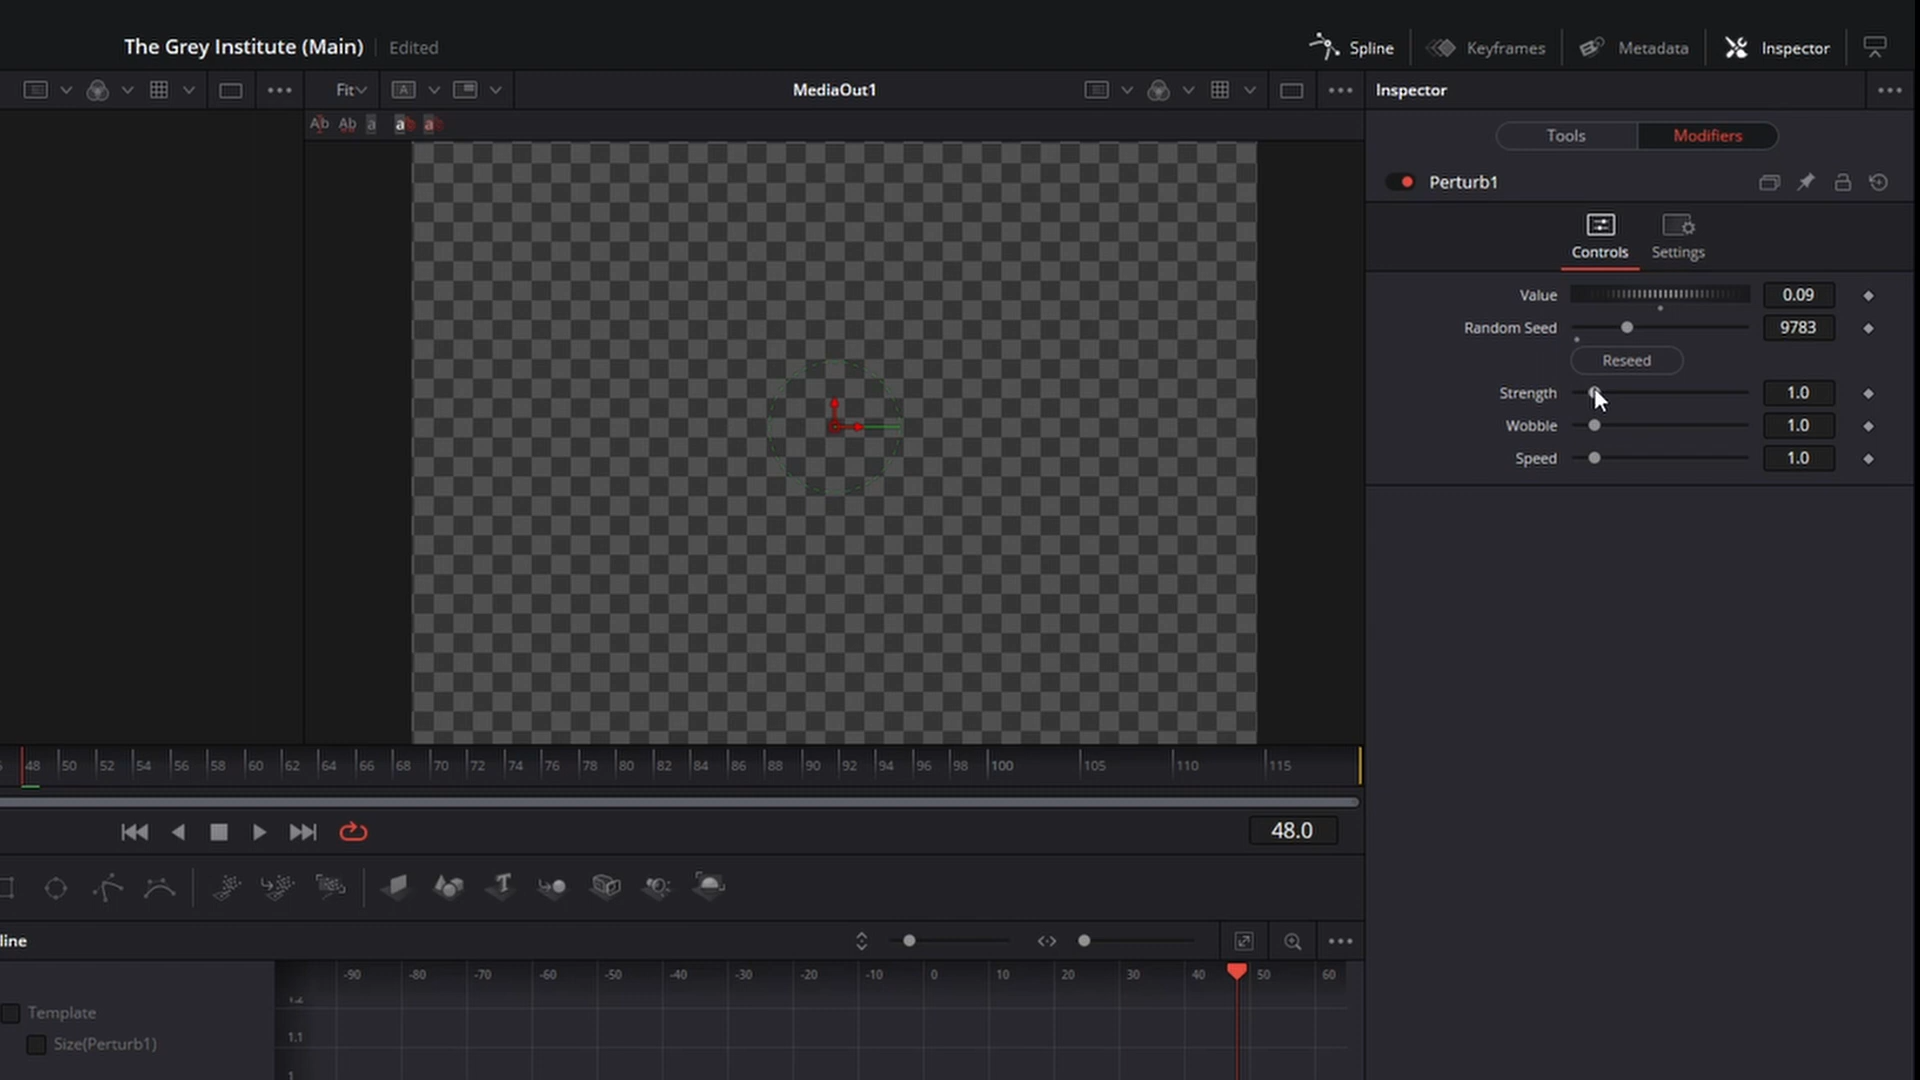 The Grey Institute (Main) Edited
Spline Keyframes Metadata Inspector
Fit MediaOut1 Inspector
Tools Modifiers
Perturb1
Controls Settings
Value 0.09
Random Seed 9783
Reseed
Strength 1.0
Wobble 1.0
Speed 1.0
48 50 52 54 56 58 60 62 64 66 68 70 72 74 76 78 80 82 84 86 88 90 92 94 96 98 100 105 110 115
48.0
line
-90 -80 -70 -60 -50 -40 -30 -20 -10 0 10 20 30 40 50 60
Template
1.1
Size(Perturb1)
1